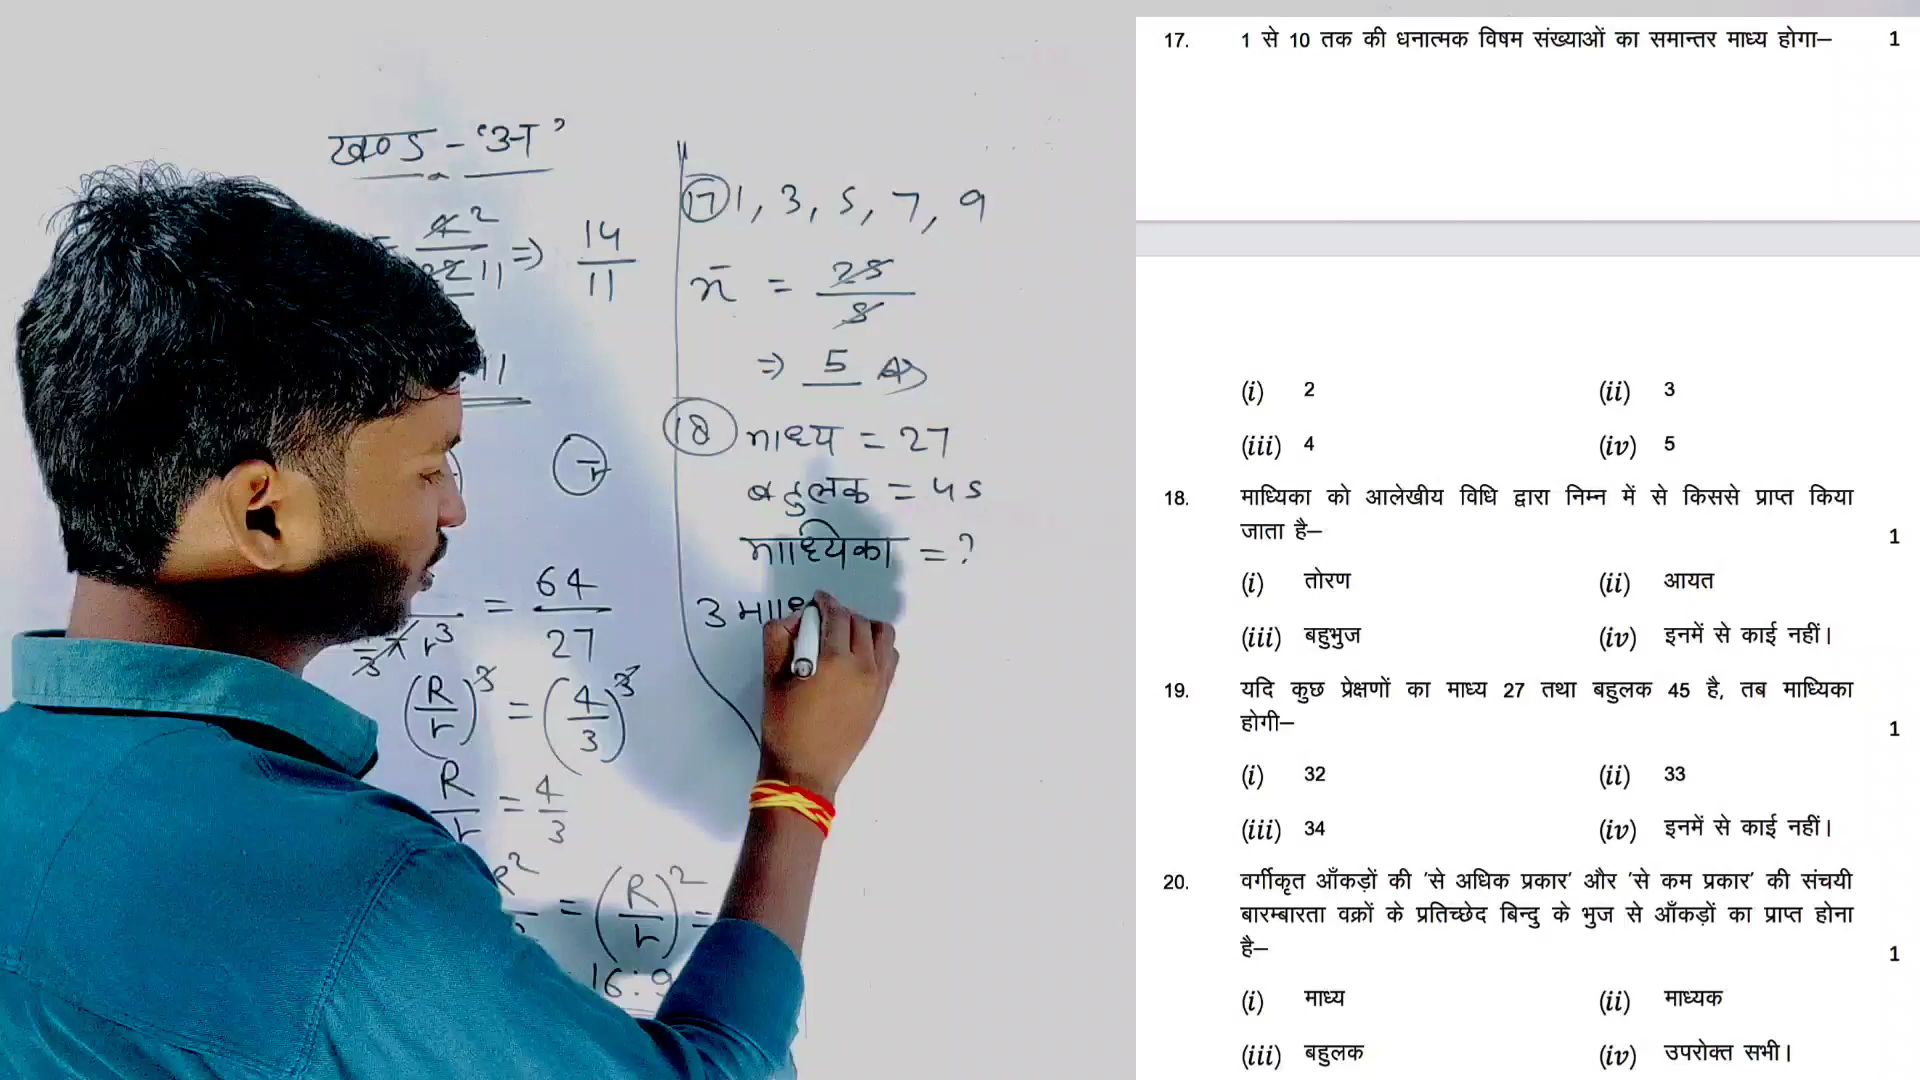 खण्ड - 'अ'
14
11
64
= 27
r³
(R/r)³ = (4/3)³
R/r = 4/3
= (R/r)² =
16:9
(17) 1, 3, 5, 7, 9
x̄ = 25/5
⇒ 5 Ans
(18) माध्य = 27
बहुलक = 45
माध्यिका = ?
3 माध्
17. 1 से 10 तक की धनात्मक विषम संख्याओं का समान्तर माध्य होगा– 1
(i) 2 (ii) 3
(iii) 4 (iv) 5
18. माध्यिका को आलेखीय विधि द्वारा निम्न में से किससे प्राप्त किया
जाता है– 1
(i) तोरण (ii) आयत
(iii) बहुभुज (iv) इनमें से काई नहीं।
19. यदि कुछ प्रेक्षणों का माध्य 27 तथा बहुलक 45 है, तब माध्यिका
होगी– 1
(i) 32 (ii) 33
(iii) 34 (iv) इनमें से काई नहीं।
20. वर्गीकृत आँकड़ों की 'से अधिक प्रकार' और 'से कम प्रकार' की संचयी
बारम्बारता वक्रों के प्रतिच्छेद बिन्दु के भुज से आँकड़ों का प्राप्त होना
है– 1
(i) माध्य (ii) माध्यक
(iii) बहुलक (iv) उपरोक्त सभी।